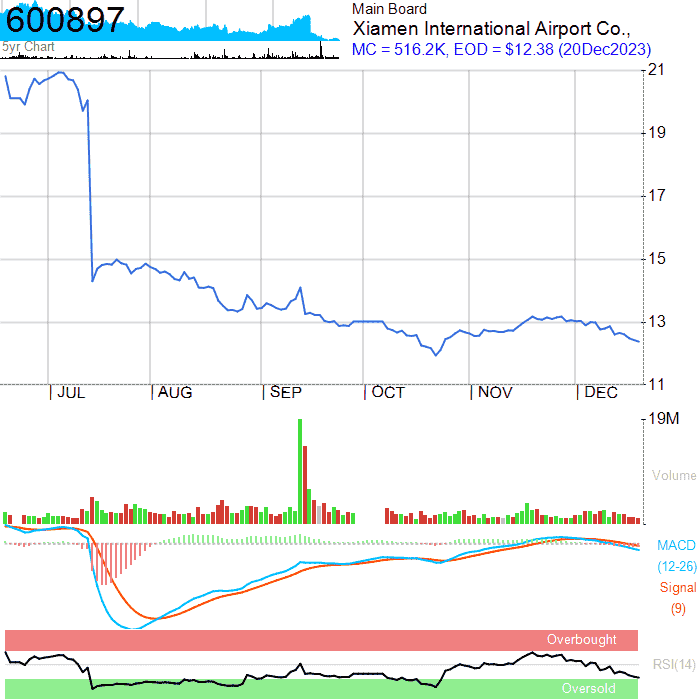 600897
5yr Chart
Main Board
Xiamen International Airport Co.,
MC = 516.2K, EOD = $12.38 (20Dec2023)
21
19
17
15
13
11
JUL AUG SEP OCT NOV DEC
19M
Volume
MACD
(12-26)
Signal
(9)
Overbought
RSI(14)
Oversold